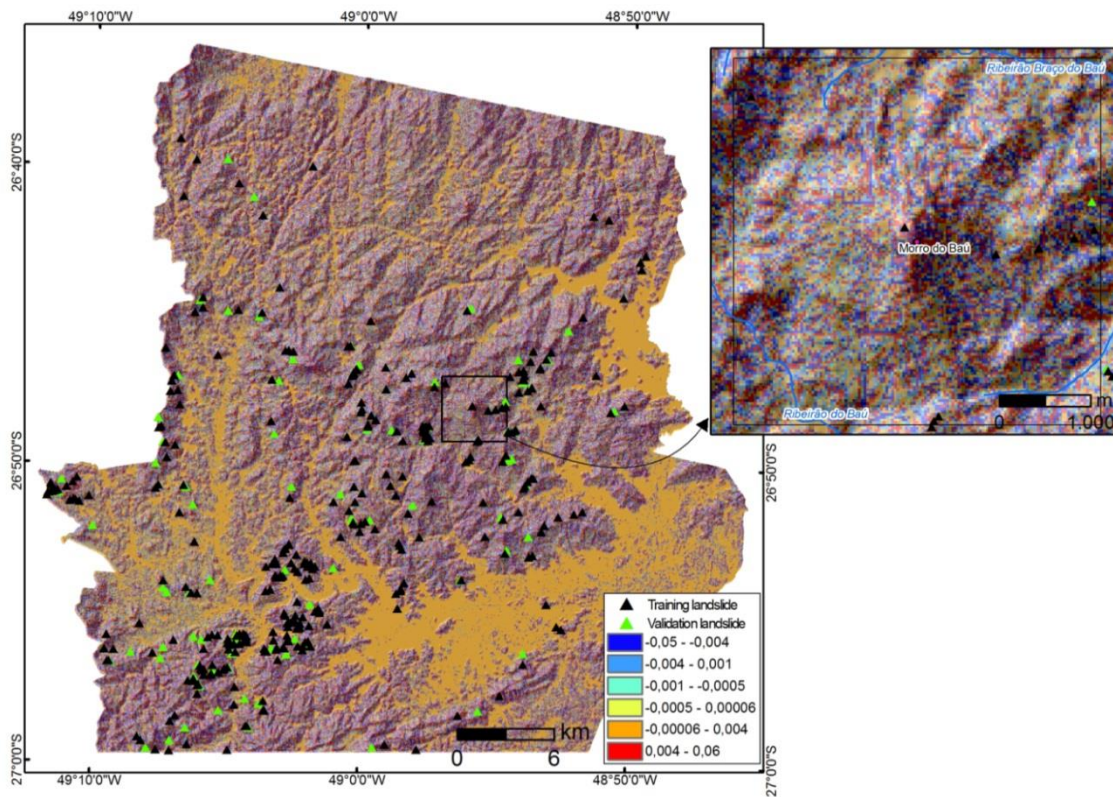 49°10'0"W
49°0'0"W
48°50'0"W
26°40'0"S
26°50'0"S
27°0'0"S
Ribeirão Braço do Baú
Morro do Baú
Ribeirão do Baú
m
0 1.000
26°50'0"S
Training landslide
Validation landslide
-0,05 - -0,004
-0,004 - 0,001
-0,001 - -0,0005
-0,0005 - 0,00006
-0,00006 - 0,004
0,004 - 0,06
km
0 6
49°10'0"W
49°0'0"W
48°50'0"W
27°0'0"S